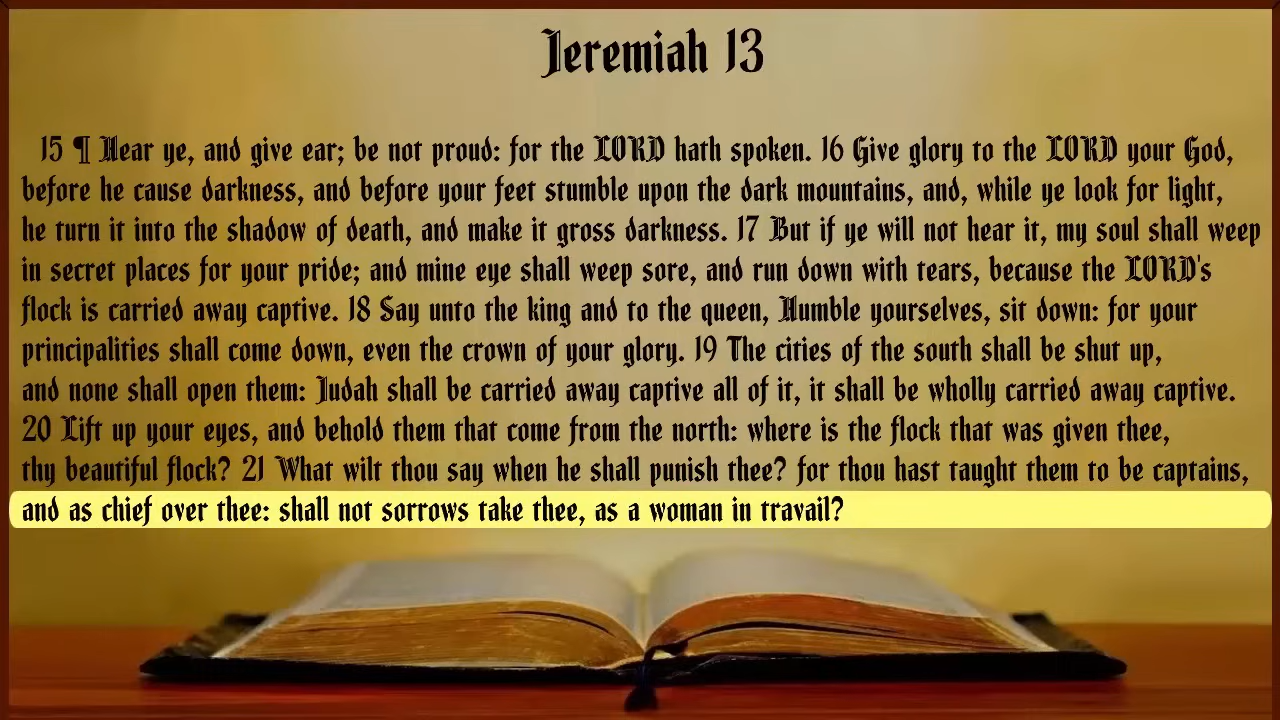 Jeremiah 13
15 ¶ Hear ye, and give ear; be not proud: for the LORD hath spoken. 16 Give glory to the LORD your God,
before he cause darkness, and before your feet stumble upon the dark mountains, and, while ye look for light,
he turn it into the shadow of death, and make it gross darkness. 17 But if ye will not hear it, my soul shall weep
in secret places for your pride; and mine eye shall weep sore, and run down with tears, because the LORD's
flock is carried away captive. 18 Say unto the king and to the queen, Humble yourselves, sit down: for your
principalities shall come down, even the crown of your glory. 19 The cities of the south shall be shut up,
and none shall open them: Judah shall be carried away captive all of it, it shall be wholly carried away captive.
20 Lift up your eyes, and behold them that come from the north: where is the flock that was given thee,
thy beautiful flock? 21 What wilt thou say when he shall punish thee? for thou hast taught them to be captains,
and as chief over thee: shall not sorrows take thee, as a woman in travail?